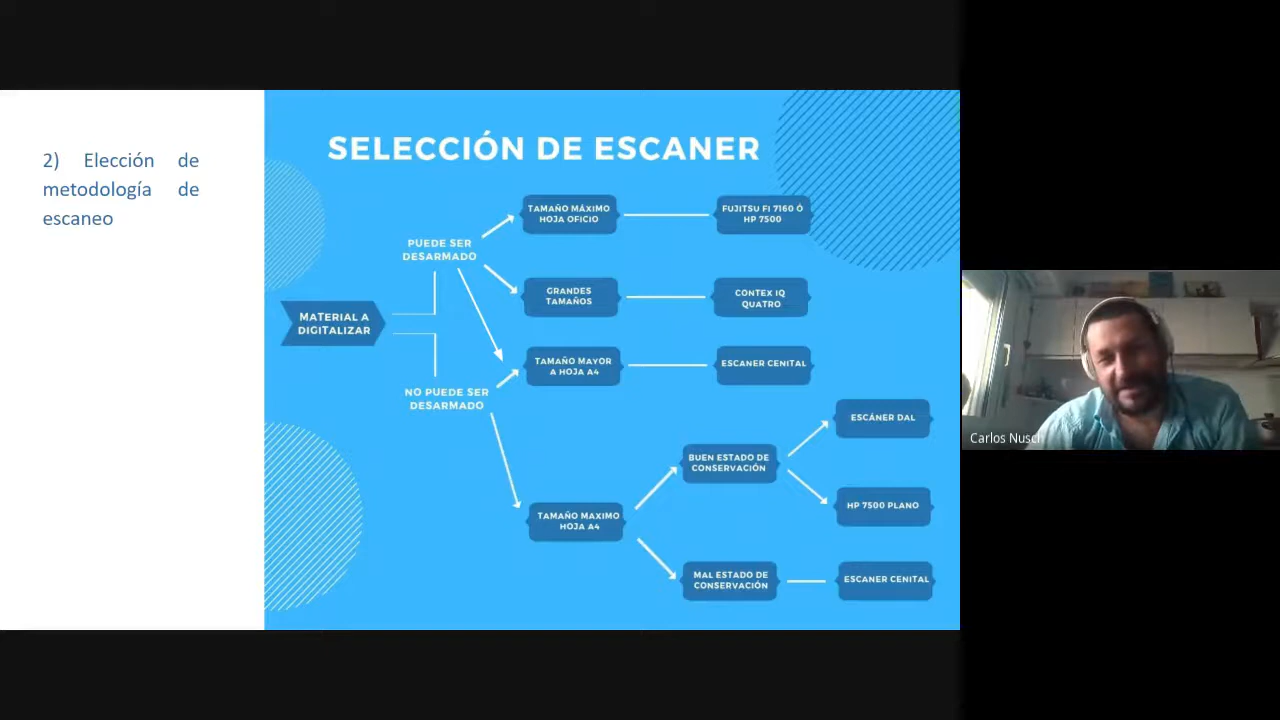 2) Elección de
metodología de
escaneo
SELECCIÓN DE ESCANER
MATERIAL A
DIGITALIZAR
PUEDE SER
DESARMADO
NO PUEDE SER
DESARMADO
TAMAÑO MÁXIMO
HOJA OFICIO
FUJITSU FI 7160 Ó
HP 7500
GRANDES
TAMAÑOS
CONTEX IQ
QUATRO
TAMAÑO MAYOR
A HOJA A4
ESCANER CENITAL
TAMAÑO MAXIMO
HOJA A4
BUEN ESTADO DE
CONSERVACIÓN
ESCÁNER DAL
HP 7500 PLANO
MAL ESTADO DE
CONSERVACIÓN
ESCANER CENITAL
Carlos Nusch